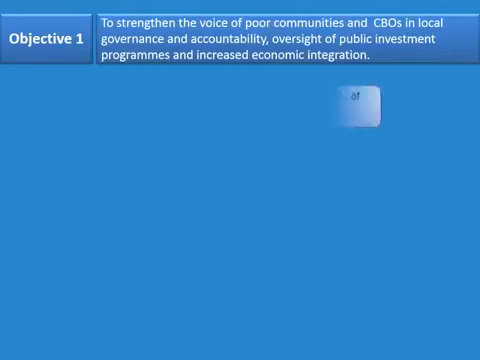 Objective 1
To strengthen the voice of poor communities and CBOs in local
governance and accountability, oversight of public investment
programmes and increased economic integration.
of